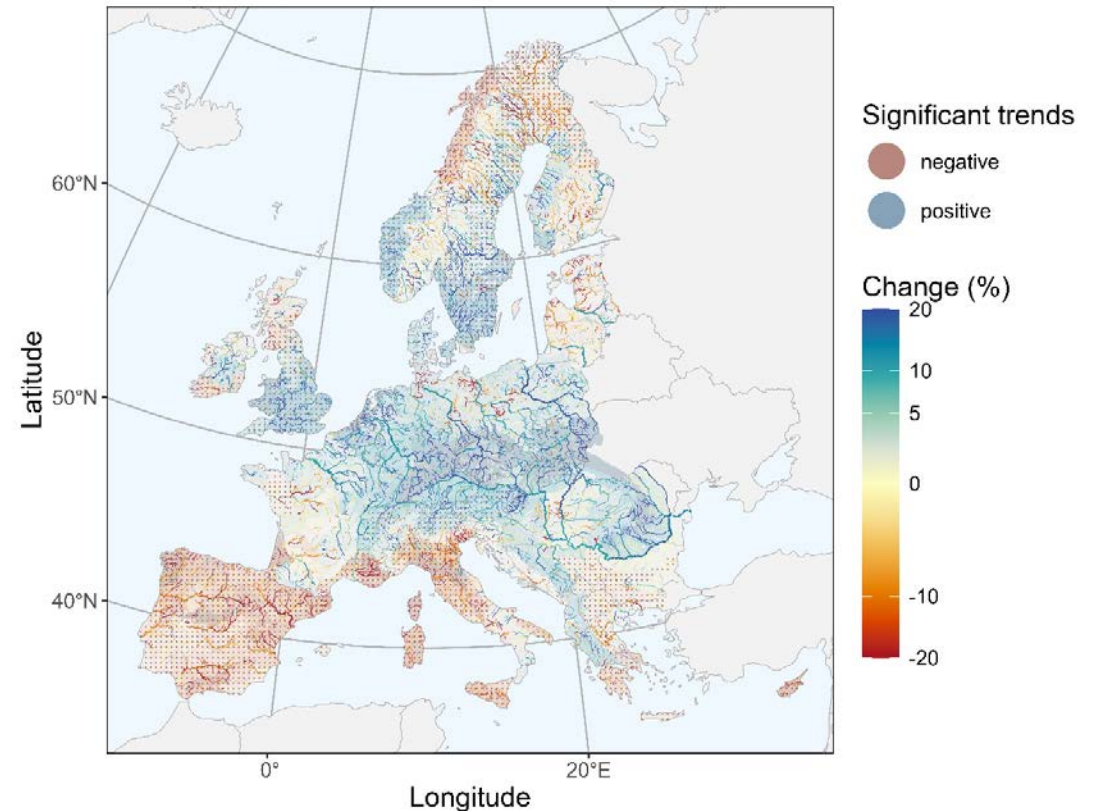 Significant trends
negative
positive
Change (%)
20
10
5
0
-10
-20
60°N
50°N
40°N
Latitude
0°
20°E
Longitude